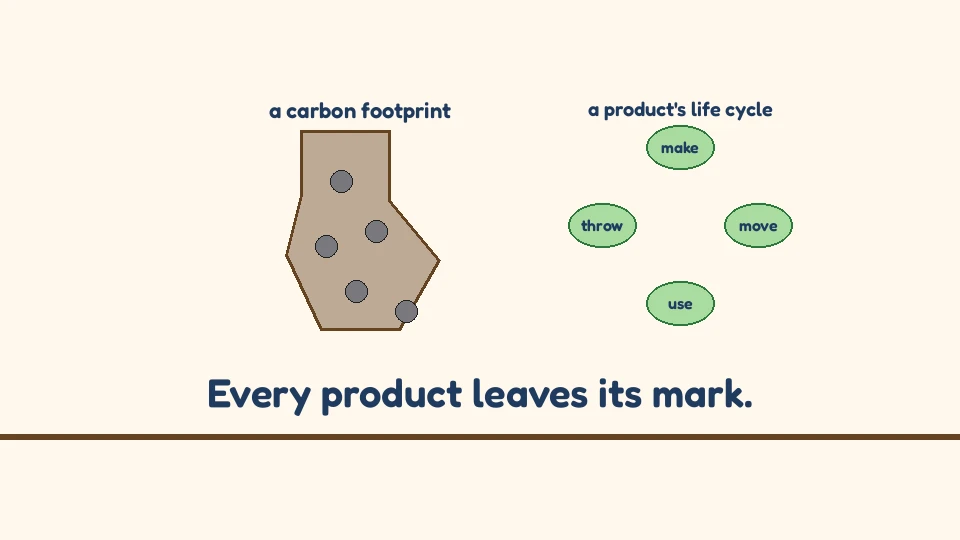 a carbon footprint
a product's life cycle
make
throw
move
use
Every product leaves its mark.